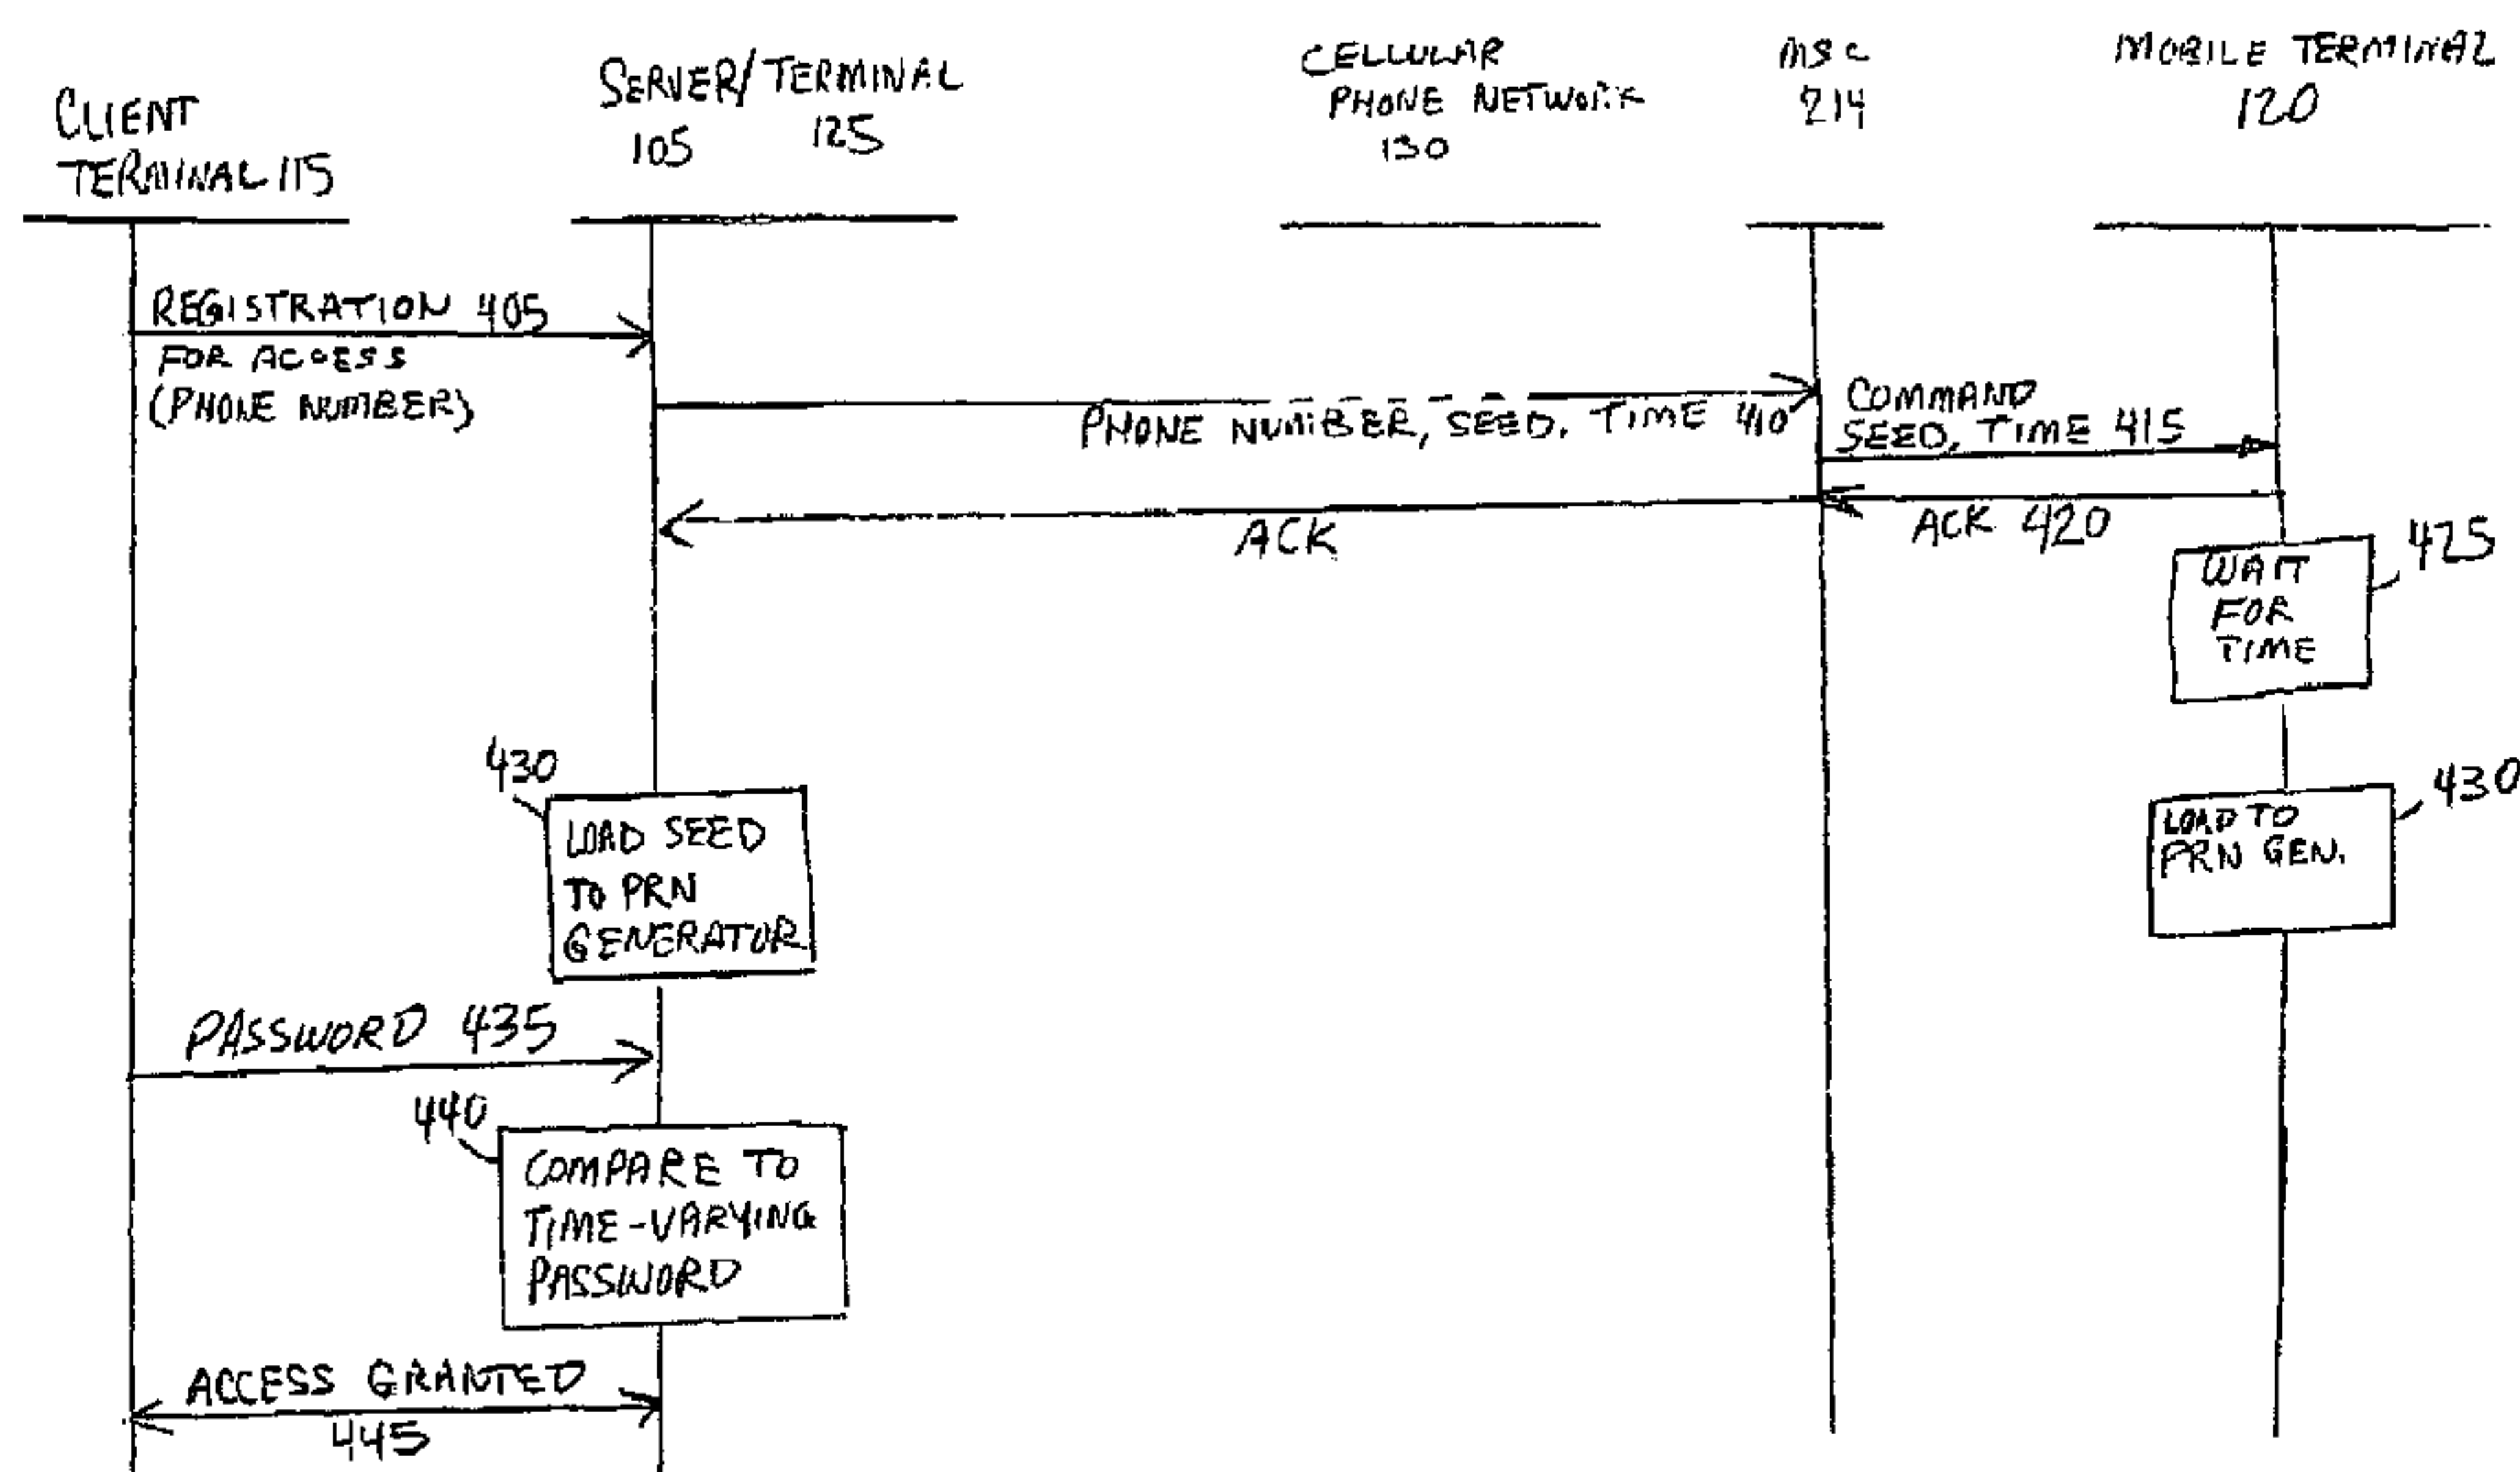 CLIENT
TERMINAL 115
SERVER/TERMINAL
105 125
CELLULAR
PHONE NETWORK
130
MSC
214
MOBILE TERMINAL
120
REGISTRATION 405
FOR ACCESS
(PHONE NUMBER)
PHONE NUMBER, SEED, TIME 410
COMMAND
SEED, TIME 415
ACK
ACK 420
425
WAIT
FOR
TIME
430
LOAD SEED
TO PRN
GENERATOR
430
LOAD TO
PRN GEN.
PASSWORD 435
440
COMPARE TO
TIME-VARYING
PASSWORD
ACCESS GRANTED
445